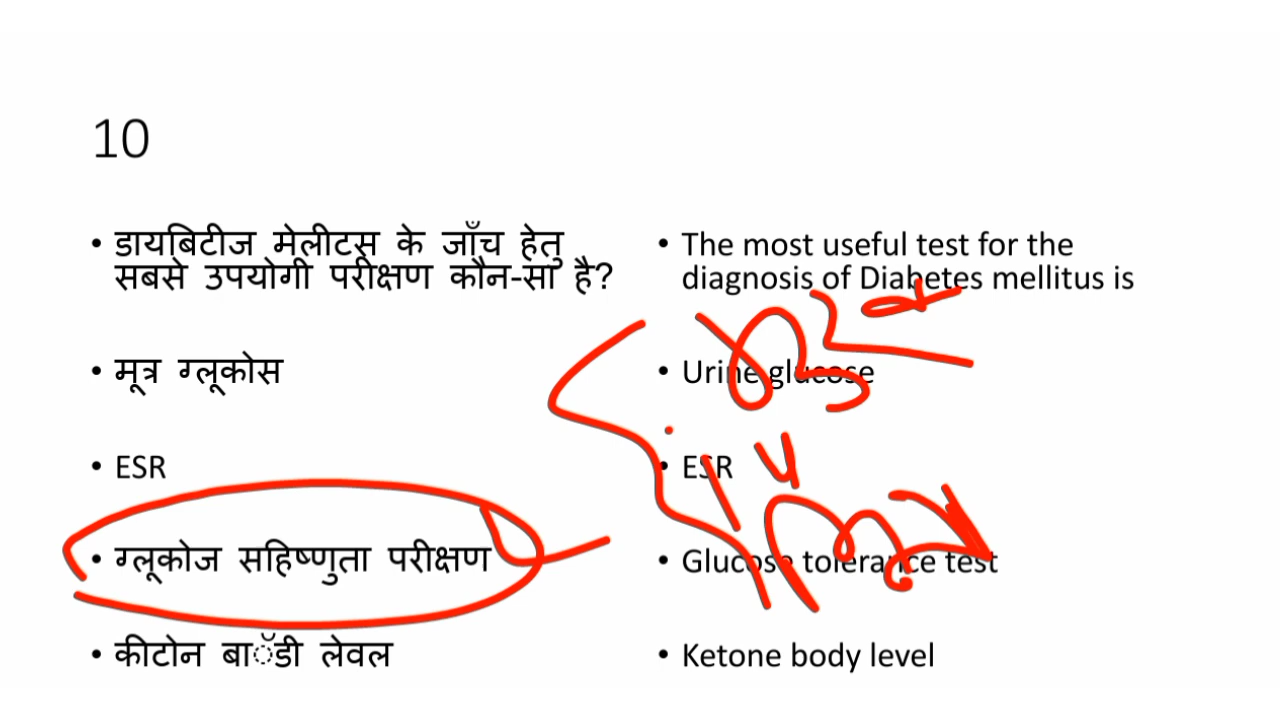 10
• डायबिटीज मेलीटस के जाँच हेतु
सबसे उपयोगी परीक्षण कौन-सा है?
• मूत्र ग्लूकोस
• ESR
• ग्लूकोज सहिष्णुता परीक्षण
• कीटोन बाॅडी लेवल
• The most useful test for the
diagnosis of Diabetes mellitus is
• Urine glucose
• ESR
• Glucose tolerance test
• Ketone body level